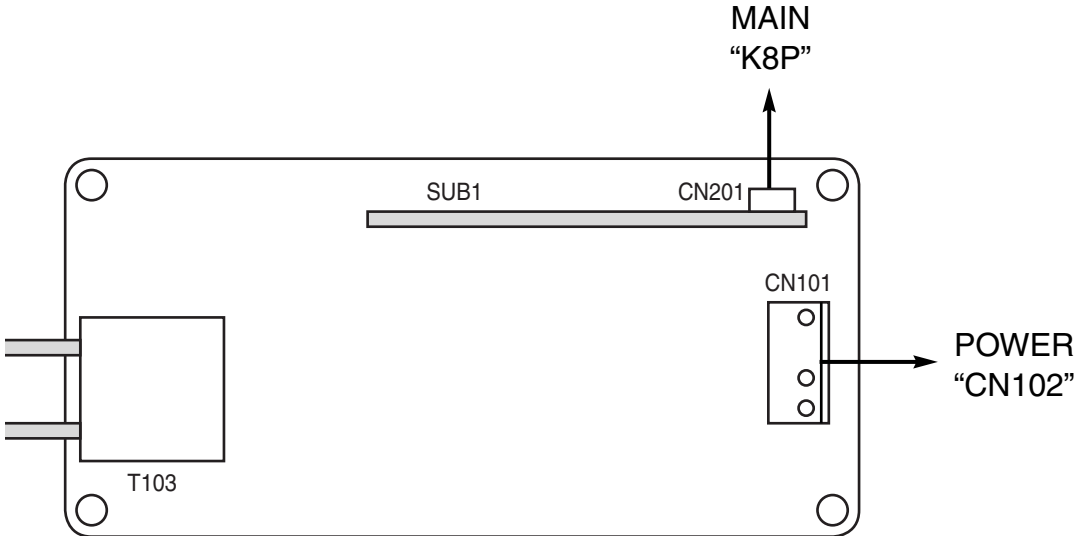 MAIN
“K8P”
SUB1
CN201
CN101
POWER
“CN102”
T103